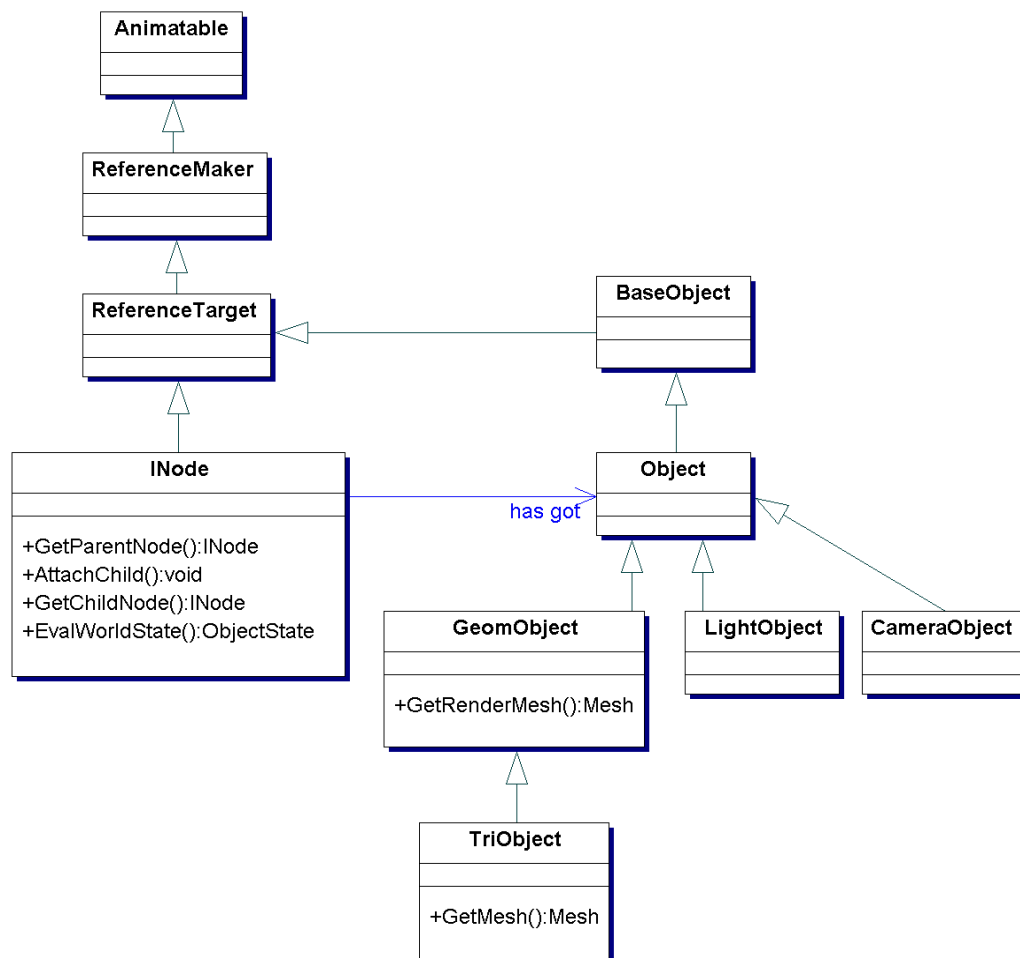 Animatable
ReferenceMaker
ReferenceTarget
BaseObject
INode
Object
has got
+GetParentNode():INode
+AttachChild():void
+GetChildNode():INode
+EvalWorldState():ObjectState
GeomObject
LightObject
CameraObject
+GetRenderMesh():Mesh
TriObject
+GetMesh():Mesh